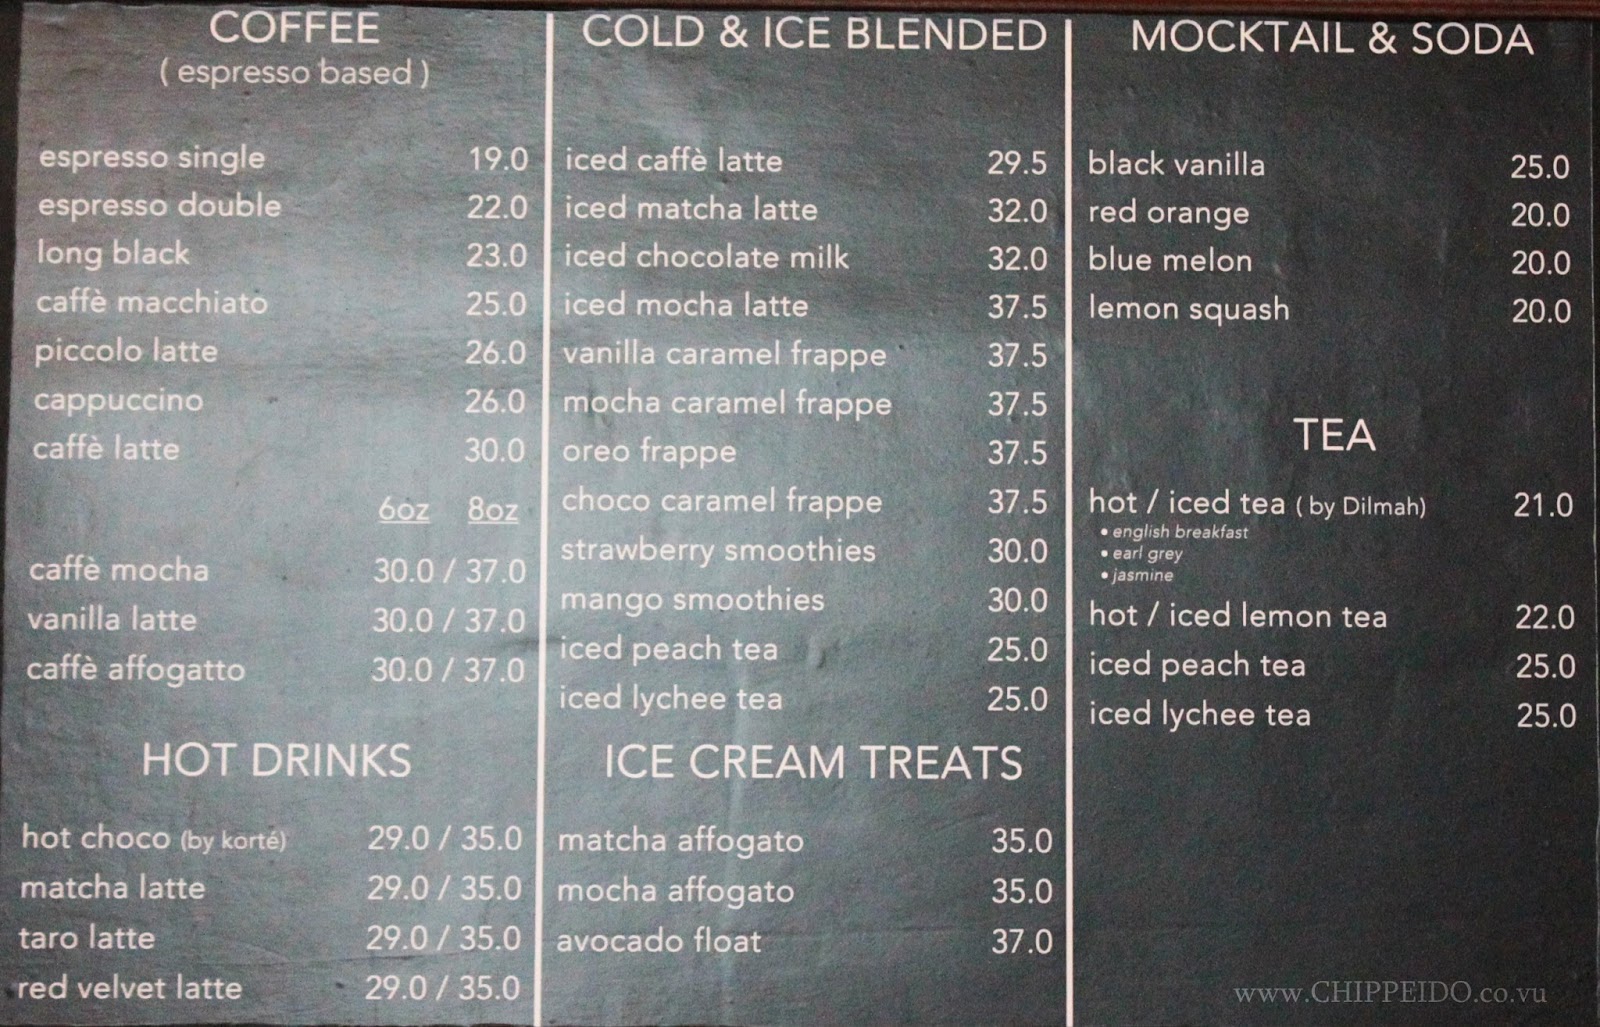 COFFEE
( espresso based )
espresso single 19.0
espresso double 22.0
long black 23.0
caffè macchiato 25.0
piccolo latte 26.0
cappuccino 26.0
caffè latte 30.0
6oz 8oz
caffè mocha 30.0 / 37.0
vanilla latte 30.0 / 37.0
caffè affogatto 30.0 / 37.0
HOT DRINKS
hot choco (by korté) 29.0 / 35.0
matcha latte 29.0 / 35.0
taro latte 29.0 / 35.0
red velvet latte 29.0 / 35.0
COLD & ICE BLENDED
iced caffè latte 29.5
iced matcha latte 32.0
iced chocolate milk 32.0
iced mocha latte 37.5
vanilla caramel frappe 37.5
mocha caramel frappe 37.5
oreo frappe 37.5
choco caramel frappe 37.5
strawberry smoothies 30.0
mango smoothies 30.0
iced peach tea 25.0
iced lychee tea 25.0
ICE CREAM TREATS
matcha affogato 35.0
mocha affogato 35.0
avocado float 37.0
MOCKTAIL & SODA
black vanilla 25.0
red orange 20.0
blue melon 20.0
lemon squash 20.0
TEA
hot / iced tea ( by Dilmah) 21.0
• english breakfast
• earl grey
• jasmine
hot / iced lemon tea 22.0
iced peach tea 25.0
iced lychee tea 25.0
www.CHIPPEIDO.co.vu